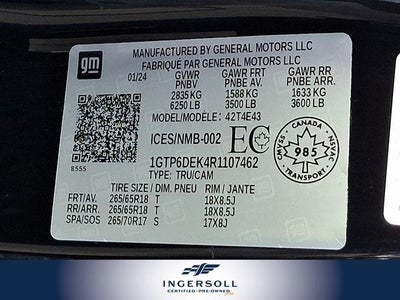 gm
MANUFACTURED BY GENERAL MOTORS LLC
FABRIQUÉ PAR GENERAL MOTORS LLC
01/24 GVWR GAWR FRT GAWR RR
PNBV PNBE AV PNBE ARR.
2835 KG 1588 KG 1633 KG
6250 LB 3500 LB 3600 LB
MODEL/MODÈLE: 42T4E43
ICES/NMB-002 EC
CMVSS NSVAC
985
TRANSPORT
8555
1GTP6DEK4R1107462
TYPE: TRU/CAM
TIRE SIZE / DIM. PNEU RIM / JANTE
FRT/AV. 265/65R18 T 18X8.5J
RR/ARR. 265/65R18 T 18X8.5J
SPA/SOS 265/70R17 S 17X8J
INGERSOLL
CERTIFIED PRE-OWNED